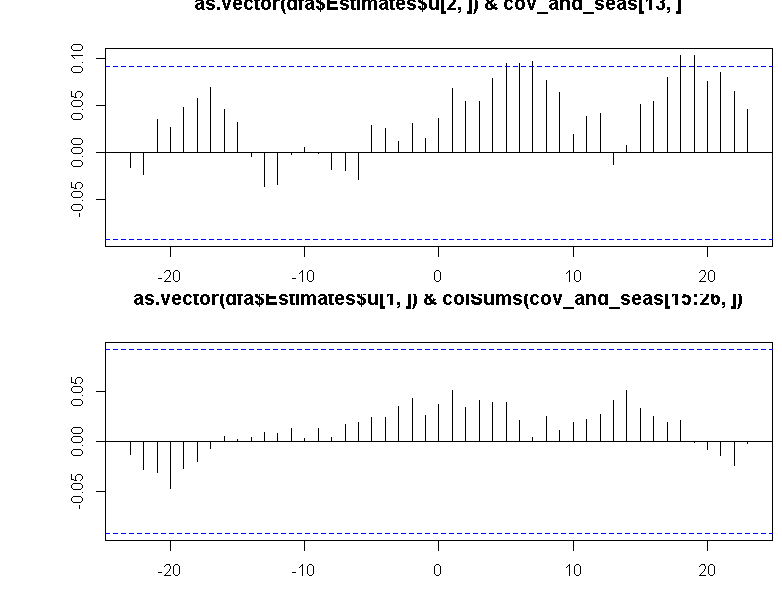 as.vector(dfa$Estimates$u[2, ]) & cov_and_seas[13, ]
0.10
0.05
0.00
-0.05
-20 -10 0 10 20
as.vector(dfa$Estimates$u[1, ]) & colSums(cov_and_seas[15:26, ])
0.05
0.00
-0.05
-20 -10 0 10 20